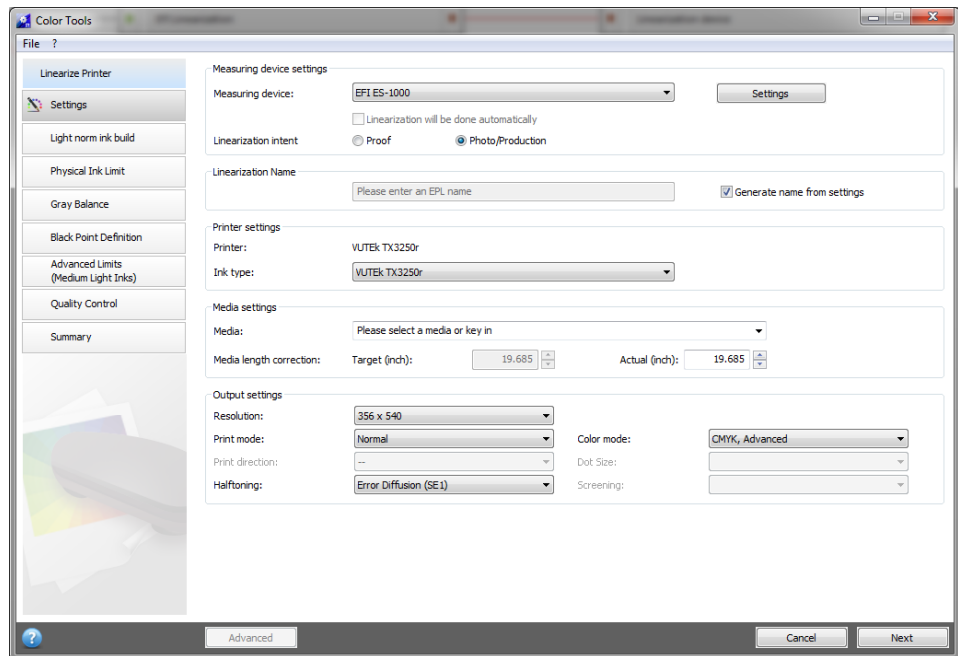 Color Tools
File ?
Linearize Printer
Settings
Light norm ink build
Physical Ink Limit
Gray Balance
Black Point Definition
Advanced Limits
(Medium Light Inks)
Quality Control
Summary
Measuring device settings
Measuring device: EFI ES-1000 Settings
Linearization will be done automatically
Linearization intent Proof Photo/Production
Linearization Name
Please enter an EPL name Generate name from settings
Printer settings
Printer: VUTEk TX3250r
Ink type: VUTEk TX3250r
Media settings
Media: Please select a media or key in
Media length correction: Target (inch): 19.685 Actual (inch): 19.685
Output settings
Resolution: 356 x 540
Print mode: Normal Color mode: CMYK, Advanced
Print direction: -- Dot Size:
Halftoning: Error Diffusion (SE1) Screening:
? Advanced Cancel Next